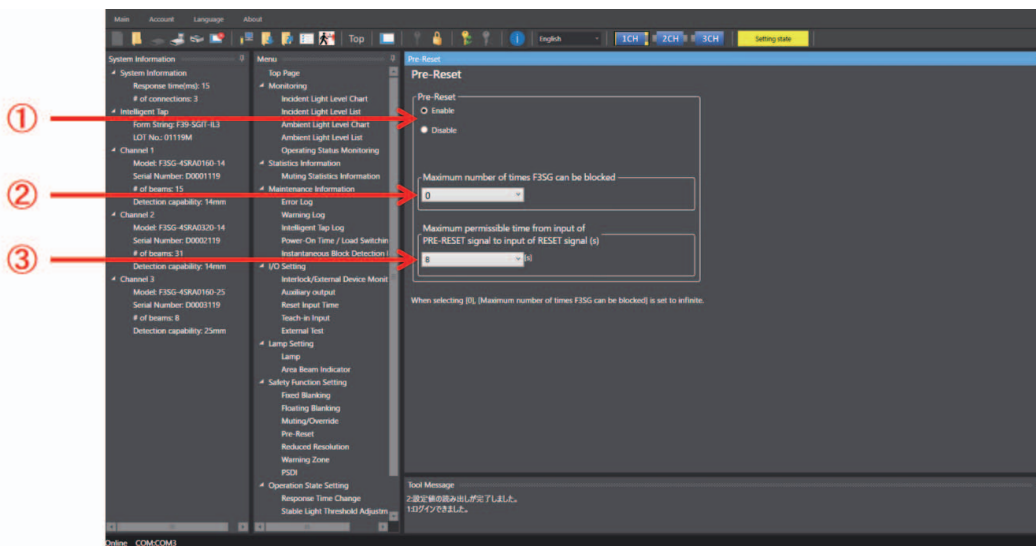 Main Account Language About
Top
English
1CH 2CH 3CH
Setting state
System Information
System Information
Response time(ms): 15
# of connections: 3
Intelligent Tap
Form String: F39-SGIT-IL3
LOT No.: 01119M
Channel 1
Model: F3SG-4SRA0160-14
Serial Number: D0001119
# of beams: 15
Detection capability: 14mm
Channel 2
Model: F3SG-4SRA0320-14
Serial Number: D0002119
# of beams: 31
Detection capability: 14mm
Channel 3
Model: F3SG-4SRA0160-25
Serial Number: D0003119
# of beams: 8
Detection capability: 25mm
Menu
Top Page
Monitoring
Incident Light Level Chart
Incident Light Level List
Ambient Light Level Chart
Ambient Light Level List
Operating Status Monitoring
Statistics Information
Muting Statistics Information
Maintenance Information
Error Log
Warning Log
Intelligent Tap Log
Power-On Time / Load Switchin
Instantaneous Block Detection I
I/O Setting
Interlock/External Device Monit
Auxiliary output
Reset Input Time
Teach-in Input
External Test
Lamp Setting
Lamp
Area Beam Indicator
Safety Function Setting
Fixed Blanking
Floating Blanking
Muting/Override
Pre-Reset
Reduced Resolution
Warning Zone
PSDI
Operation State Setting
Response Time Change
Stable Light Threshold Adjustm
Pre-Reset
Pre-Reset
Pre-Reset
① Enable
Disable
Maximum number of times F3SG can be blocked
② 0
Maximum permissible time from input of
PRE-RESET signal to input of RESET signal (s)
③ 8 [s]
When selecting [0], [Maximum number of times F3SG can be blocked] is set to infinite.
Tool Message
2:設定値の読み出しが完了しました。
1:ログインできました。
Online COM:COM3